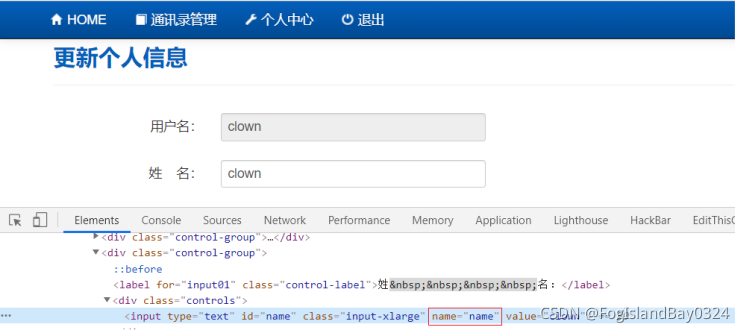 HOME 通讯录管理 个人中心 退出
更新个人信息
用户名： clown
姓 名： clown
Elements Console Sources Network Performance Memory Application Lighthouse HackBar EditThisC
<div class="control-group">…</div>
<div class="control-group">
::before
<label for="input01" class="control-label">姓&nbsp;&nbsp;&nbsp;&nbsp;名：</label>
<div class="controls">
<input type="text" id="name" class="input-xlarge" name="name" value="clown"
CSDN @FogIslandBay0324